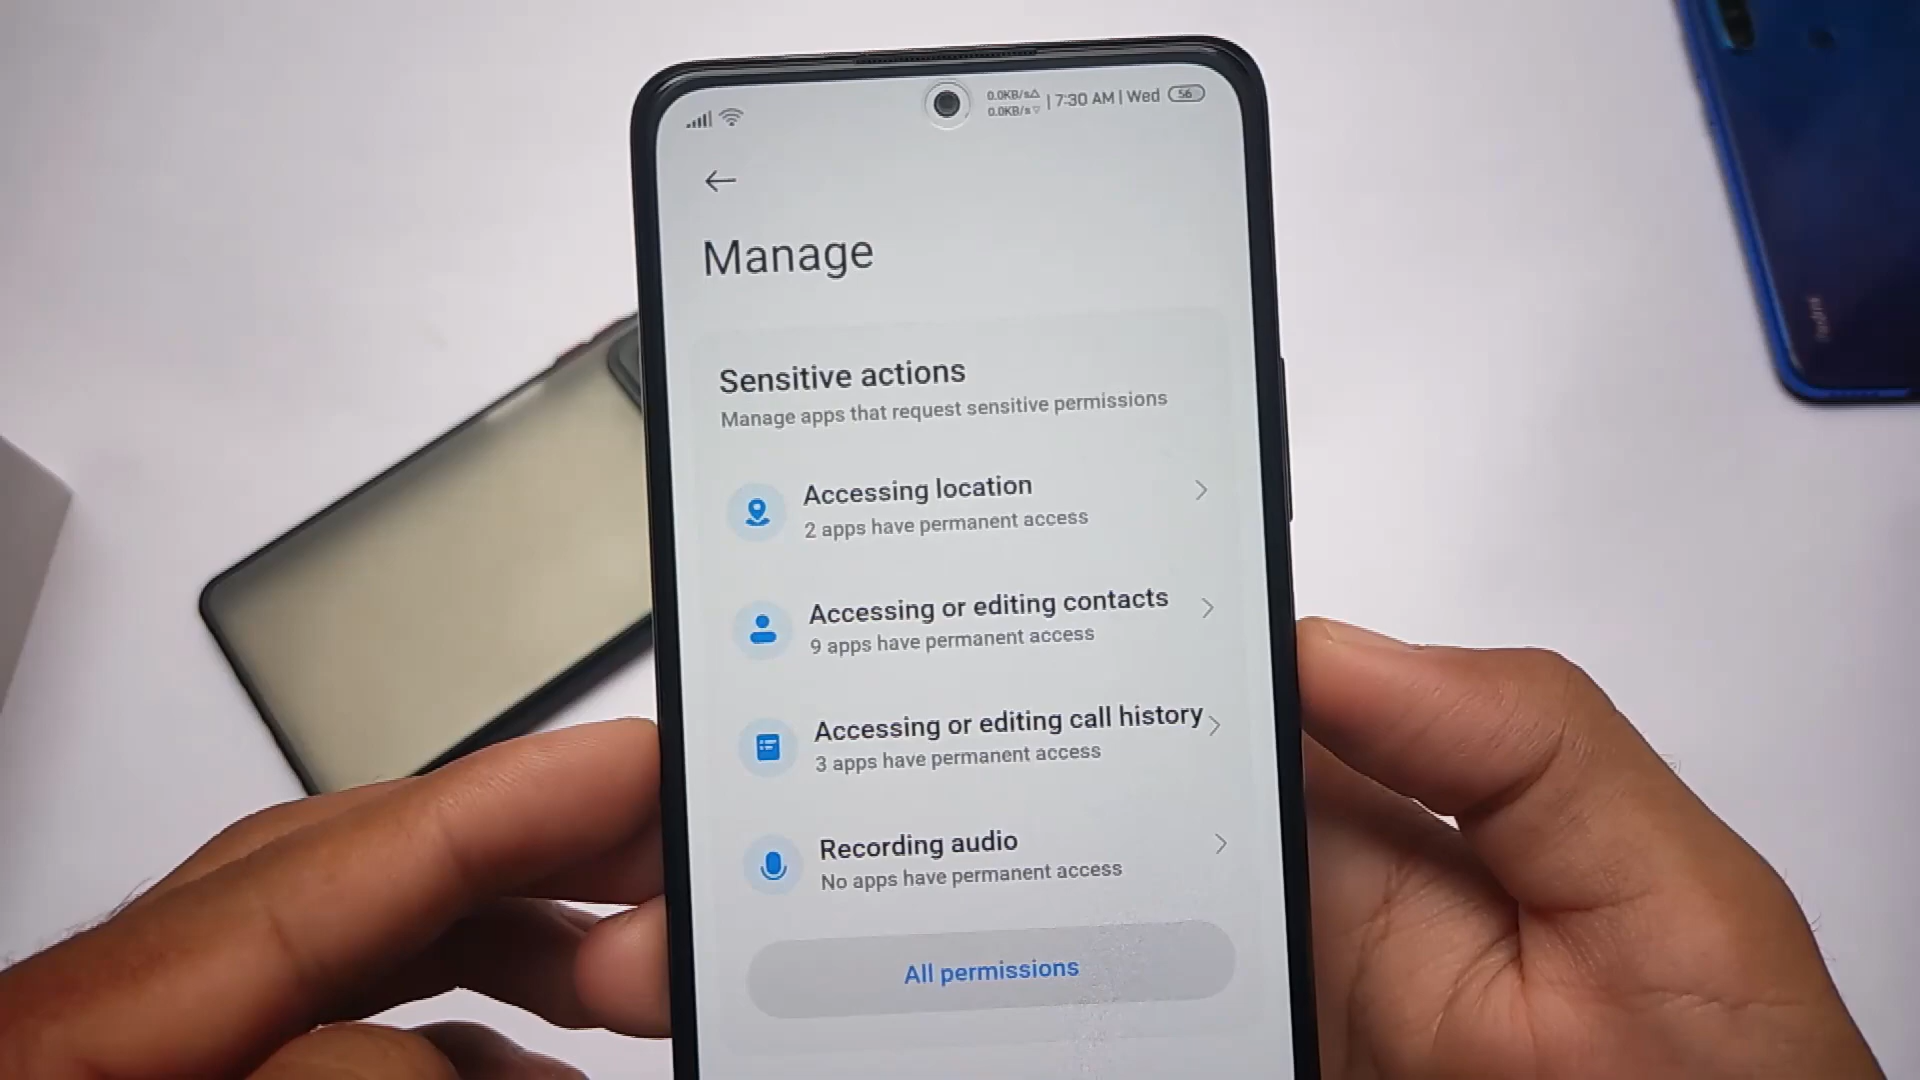 0.0KB/s
0.0KB/s
| 7:30 AM | Wed 56
Manage
Sensitive actions
Manage apps that request sensitive permissions
Accessing location
2 apps have permanent access
Accessing or editing contacts
9 apps have permanent access
Accessing or editing call history
3 apps have permanent access
Recording audio
No apps have permanent access
All permissions
Redmi